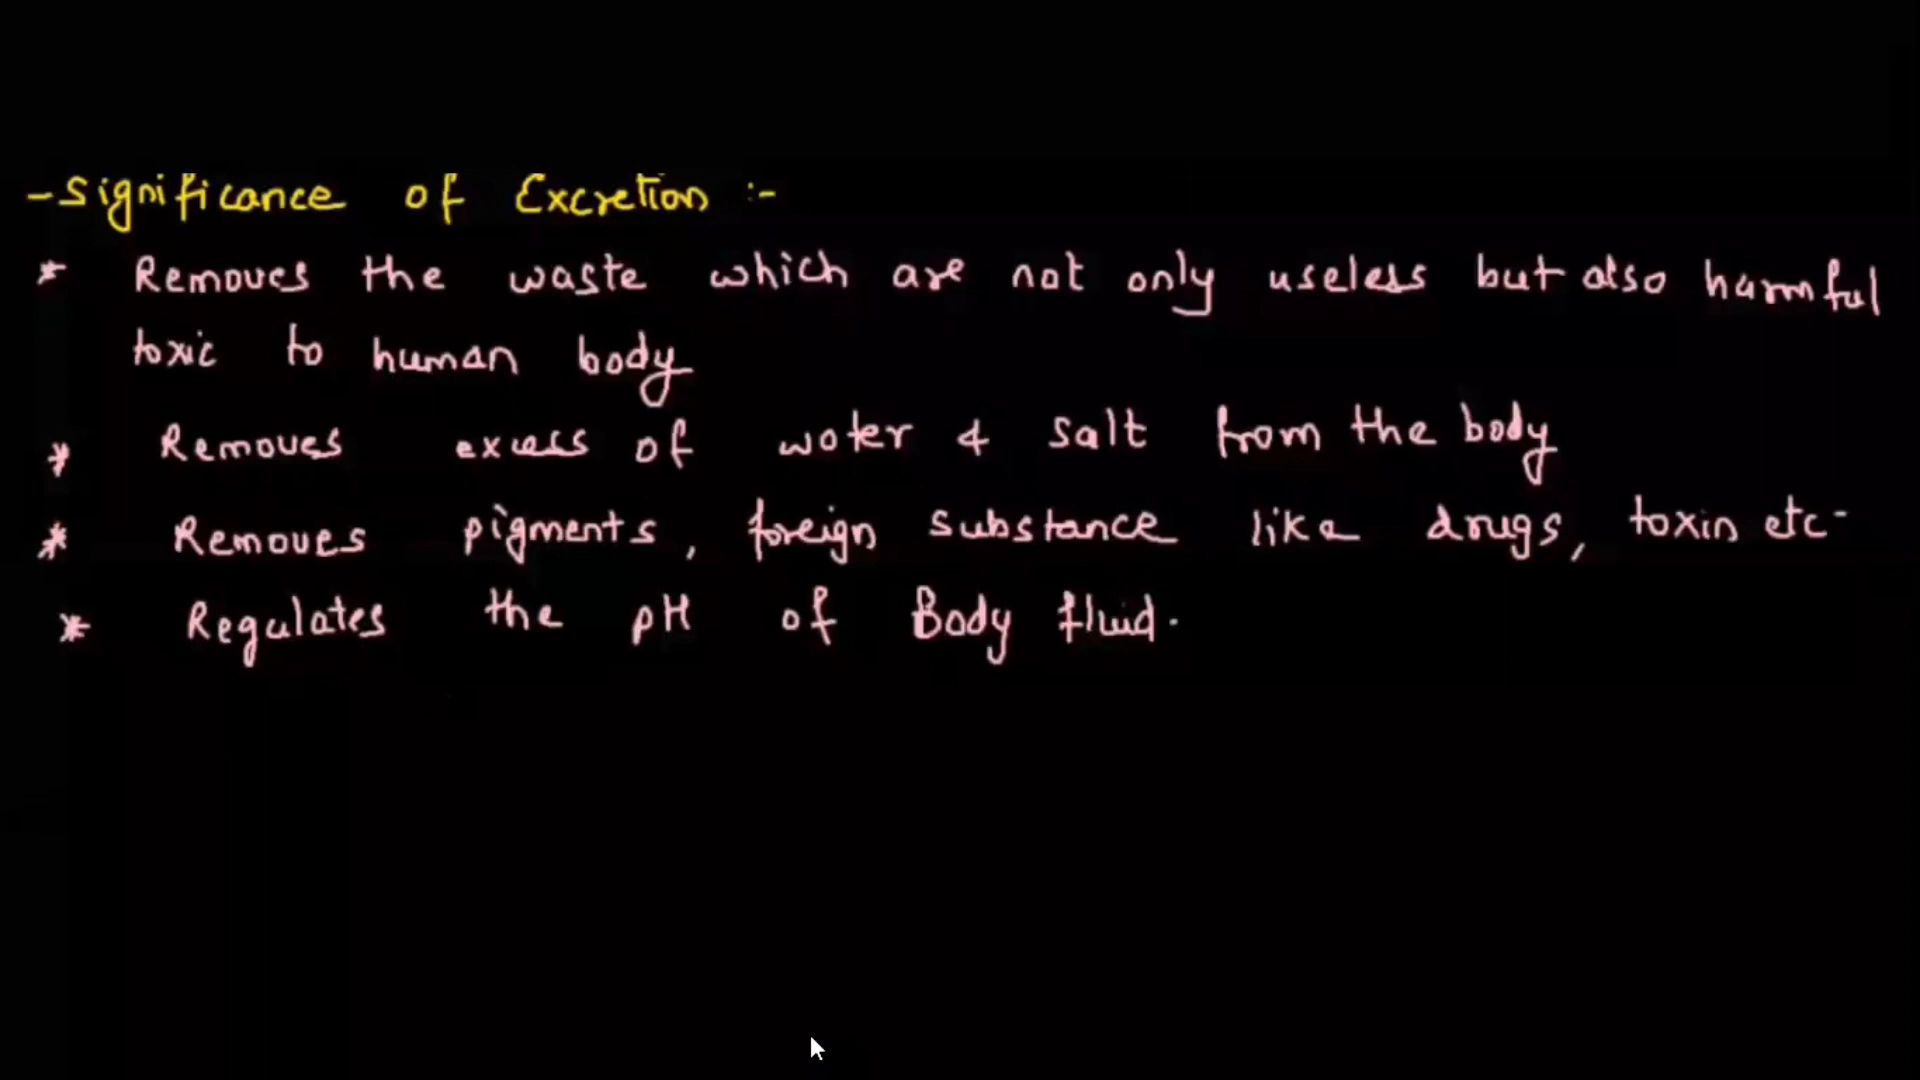 - Significance of Excretion :-
* Removes the waste which are not only useless but also harmful
toxic to human body
* Removes excess of water & salt from the body
* Removes pigments, foreign substance like drugs, toxin etc-
* Regulates the pH of Body fluid.